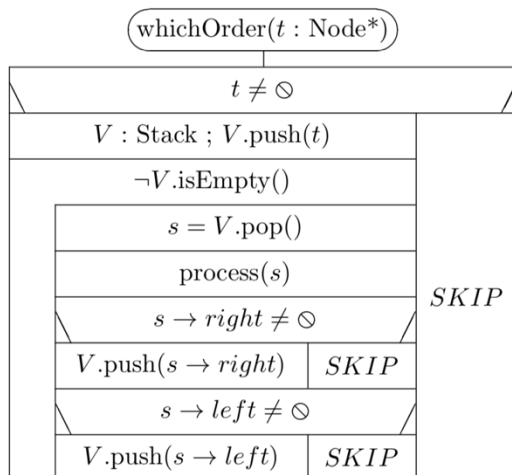 whichOrder(t : Node*)
t ≠ ⦸
V : Stack ; V.push(t)
¬V.isEmpty()
s = V.pop()
process(s)
SKIP
s → right ≠ ⦸
V.push(s → right) SKIP
s → left ≠ ⦸
V.push(s → left) SKIP